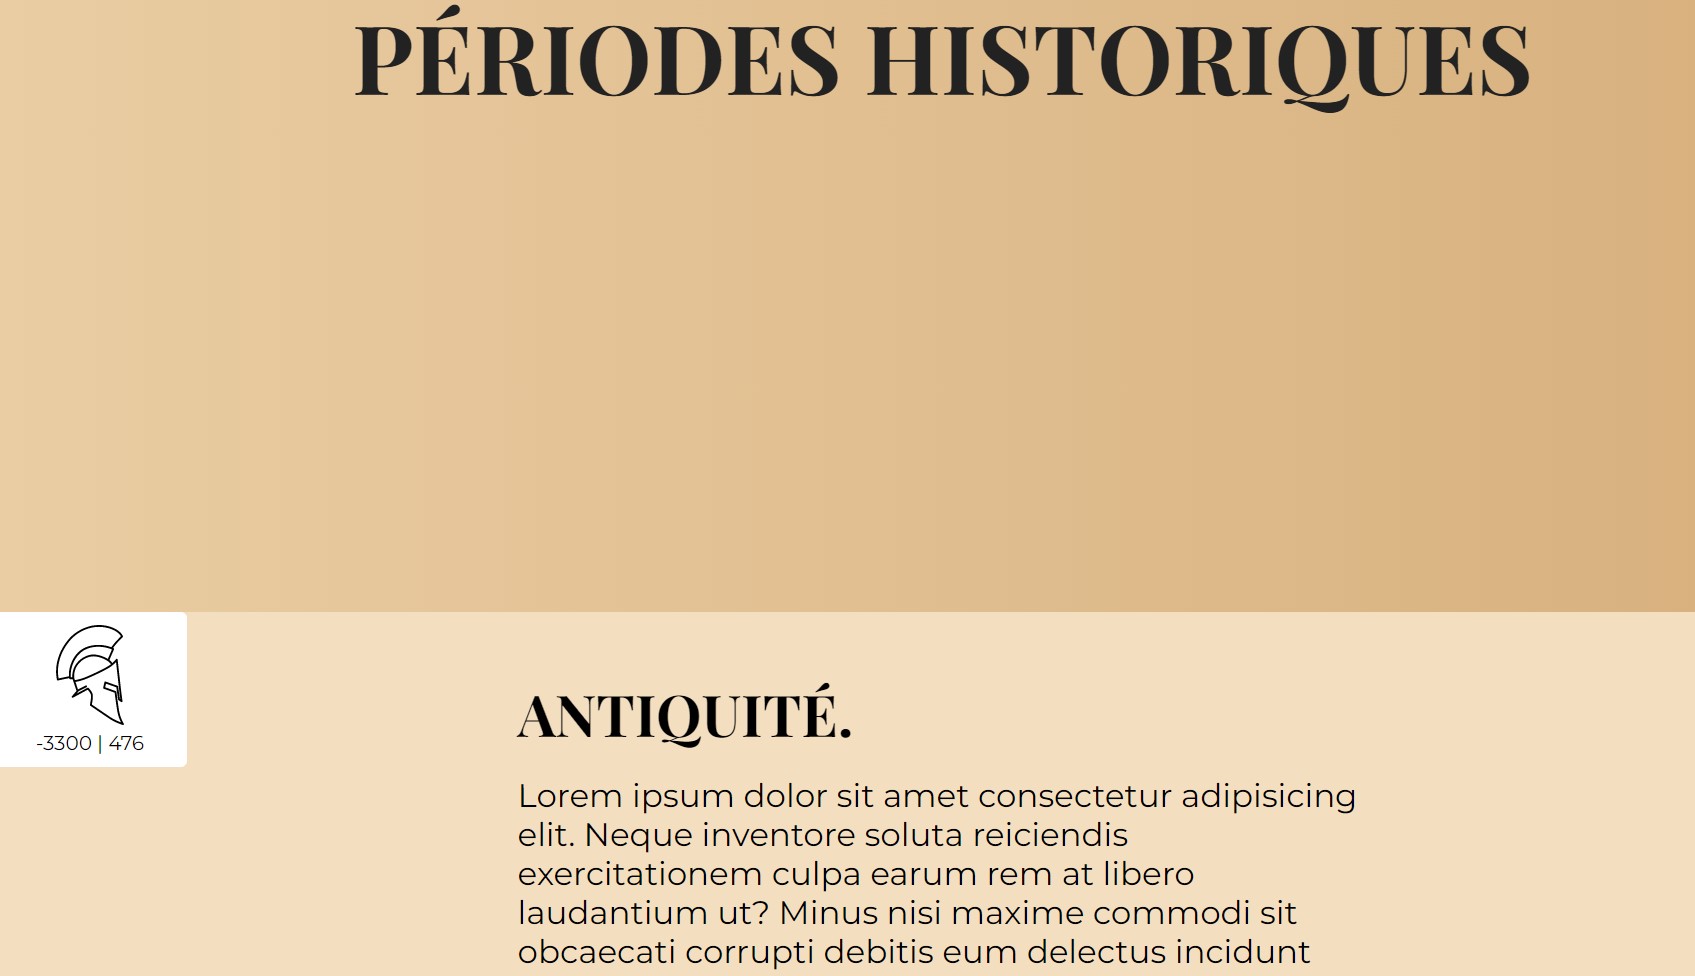 PÉRIODES HISTORIQUES
-3300 | 476
ANTIQUITÉ.
Lorem ipsum dolor sit amet consectetur adipisicing
elit. Neque inventore soluta reiciendis
exercitationem culpa earum rem at libero
laudantium ut? Minus nisi maxime commodi sit
obcaecati corrupti debitis eum delectus incidunt